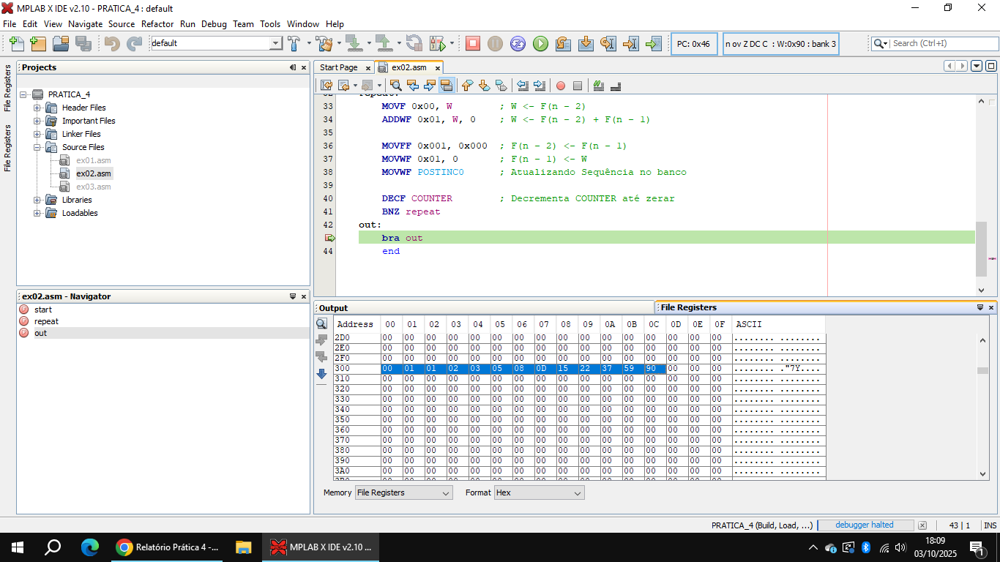 MPLAB X IDE v2.10 - PRATICA_4 : default
File Edit View Navigate Source Refactor Run Debug Team Tools Window Help
default
PC: 0x46
n ov Z DC C : W:0x90 : bank 3
Search (Ctrl+I)
File Registers
File Registers
Projects
PRATICA_4
Header Files
Important Files
Linker Files
Source Files
ex01.asm
ex02.asm
ex03.asm
Libraries
Loadables
ex02.asm - Navigator
start
repeat
out
Start Page
ex02.asm
32 repeat:
33 MOVF 0x00, W ; W <- F(n - 2)
34 ADDWF 0x01, W, 0 ; W <- F(n - 2) + F(n - 1)
35
36 MOVFF 0x001, 0x000 ; F(n - 2) <- F(n - 1)
37 MOVWF 0x01, 0 ; F(n - 1) <- W
38 MOVWF POSTINC0 ; Atualizando Sequência no banco
39
40 DECF COUNTER ; Decrementa COUNTER até zerar
41 BNZ repeat
42 out:
bra out
44 end
Output
File Registers
Address 00 01 02 03 04 05 06 07 08 09 0A 0B 0C 0D 0E 0F ASCII
2D0 00 00 00 00 00 00 00 00 00 00 00 00 00 00 00 00 ........ ........
2E0 00 00 00 00 00 00 00 00 00 00 00 00 00 00 00 00 ........ ........
2F0 00 00 00 00 00 00 00 00 00 00 00 00 00 00 00 00 ........ ........
300 00 01 01 02 03 05 08 0D 15 22 37 59 90 00 00 00 ........ ."7Y....
310 00 00 00 00 00 00 00 00 00 00 00 00 00 00 00 00 ........ ........
320 00 00 00 00 00 00 00 00 00 00 00 00 00 00 00 00 ........ ........
330 00 00 00 00 00 00 00 00 00 00 00 00 00 00 00 00 ........ ........
340 00 00 00 00 00 00 00 00 00 00 00 00 00 00 00 00 ........ ........
350 00 00 00 00 00 00 00 00 00 00 00 00 00 00 00 00 ........ ........
360 00 00 00 00 00 00 00 00 00 00 00 00 00 00 00 00 ........ ........
370 00 00 00 00 00 00 00 00 00 00 00 00 00 00 00 00 ........ ........
380 00 00 00 00 00 00 00 00 00 00 00 00 00 00 00 00 ........ ........
390 00 00 00 00 00 00 00 00 00 00 00 00 00 00 00 00 ........ ........
3A0 00 00 00 00 00 00 00 00 00 00 00 00 00 00 00 00 ........ ........
Memory File Registers Format Hex
PRATICA_4 (Build, Load, ...) debugger halted 43 | 1 INS
Relatório Prática 4 -...
MPLAB X IDE v2.10 ...
18:09
03/10/2025
1